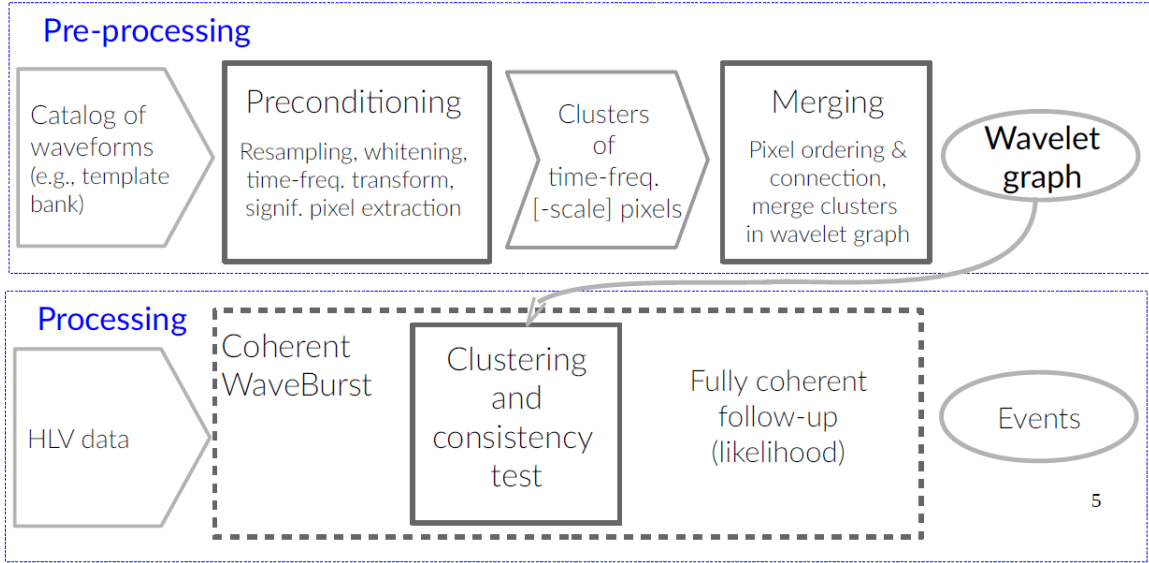 Pre-processing
Catalog of
waveforms
(e.g., template
bank)
Preconditioning
Resampling, whitening,
time-freq. transform,
signif. pixel extraction
Clusters
of
time-freq.
[-scale] pixels
Merging
Pixel ordering &
connection,
merge clusters
in wavelet graph
Wavelet
graph
Processing
HLV data
Coherent
WaveBurst
Clustering
and
consistency
test
Fully coherent
follow-up
(likelihood)
Events
5